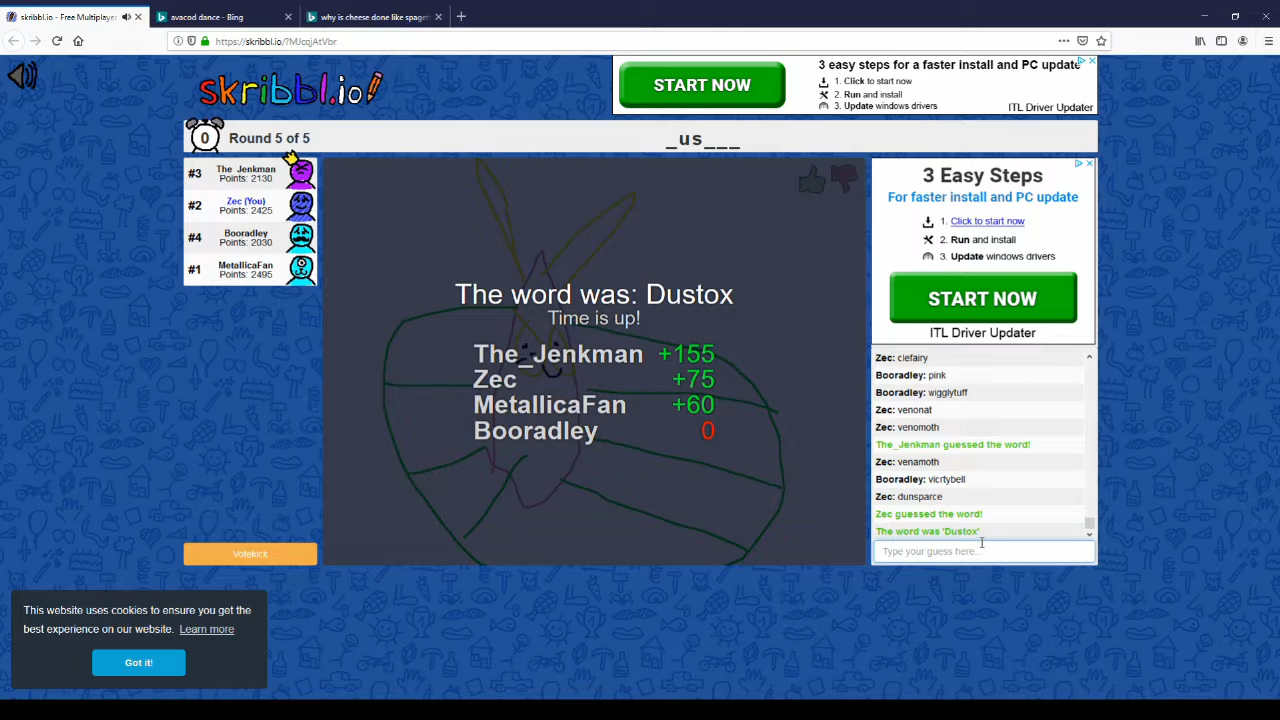 skribbl.io - Free Multiplayer
avacod dance - Bing
why is cheese done like spaget
https://skribbl.io/?MJcqjAtVbr
skribbl.io
START NOW
3 easy steps for a faster install and PC update
1. Click to start now
2. Run and install
3. Update windows drivers
ITL Driver Updater
0
Round 5 of 5
_us___
#3
The_Jenkman
Points: 2130
#2
Zec (You)
Points: 2425
#4
Booradley
Points: 2030
#1
MetallicaFan
Points: 2495
The word was: Dustox
Time is up!
The_Jenkman +155
Zec +75
MetallicaFan +60
Booradley 0
3 Easy Steps
For faster install and PC update
1. Click to start now
2. Run and install
3. Update windows drivers
START NOW
ITL Driver Updater
Zec: clefairy
Booradley: pink
Booradley: wigglytuff
Zec: venonat
Zec: venomoth
The_Jenkman guessed the word!
Zec: venamoth
Booradley: vicrtybell
Zec: dunsparce
Zec guessed the word!
The word was 'Dustox'
Type your guess here...
Votekick
This website uses cookies to ensure you get the
best experience on our website. Learn more
Got it!